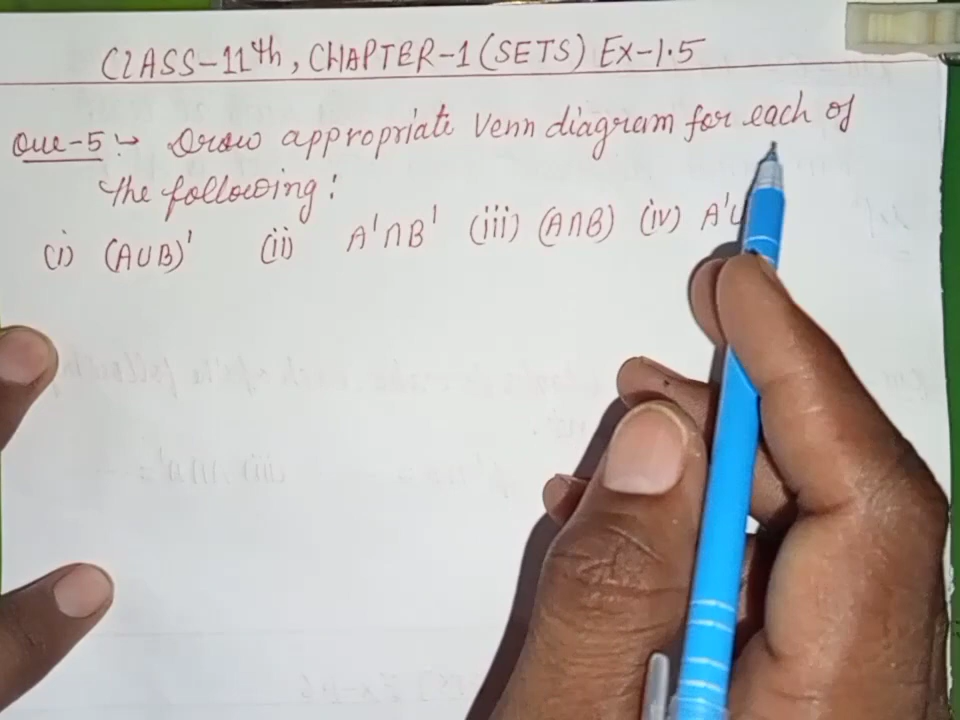 CLASS-11th, CHAPTER-1 (SETS) Ex-1.5
Que-5:→ Draw appropriate Venn diagram for each of
the following:
(i) (A∪B)' (ii) A'∩B' (iii) (A∩B) (iv) A'∪